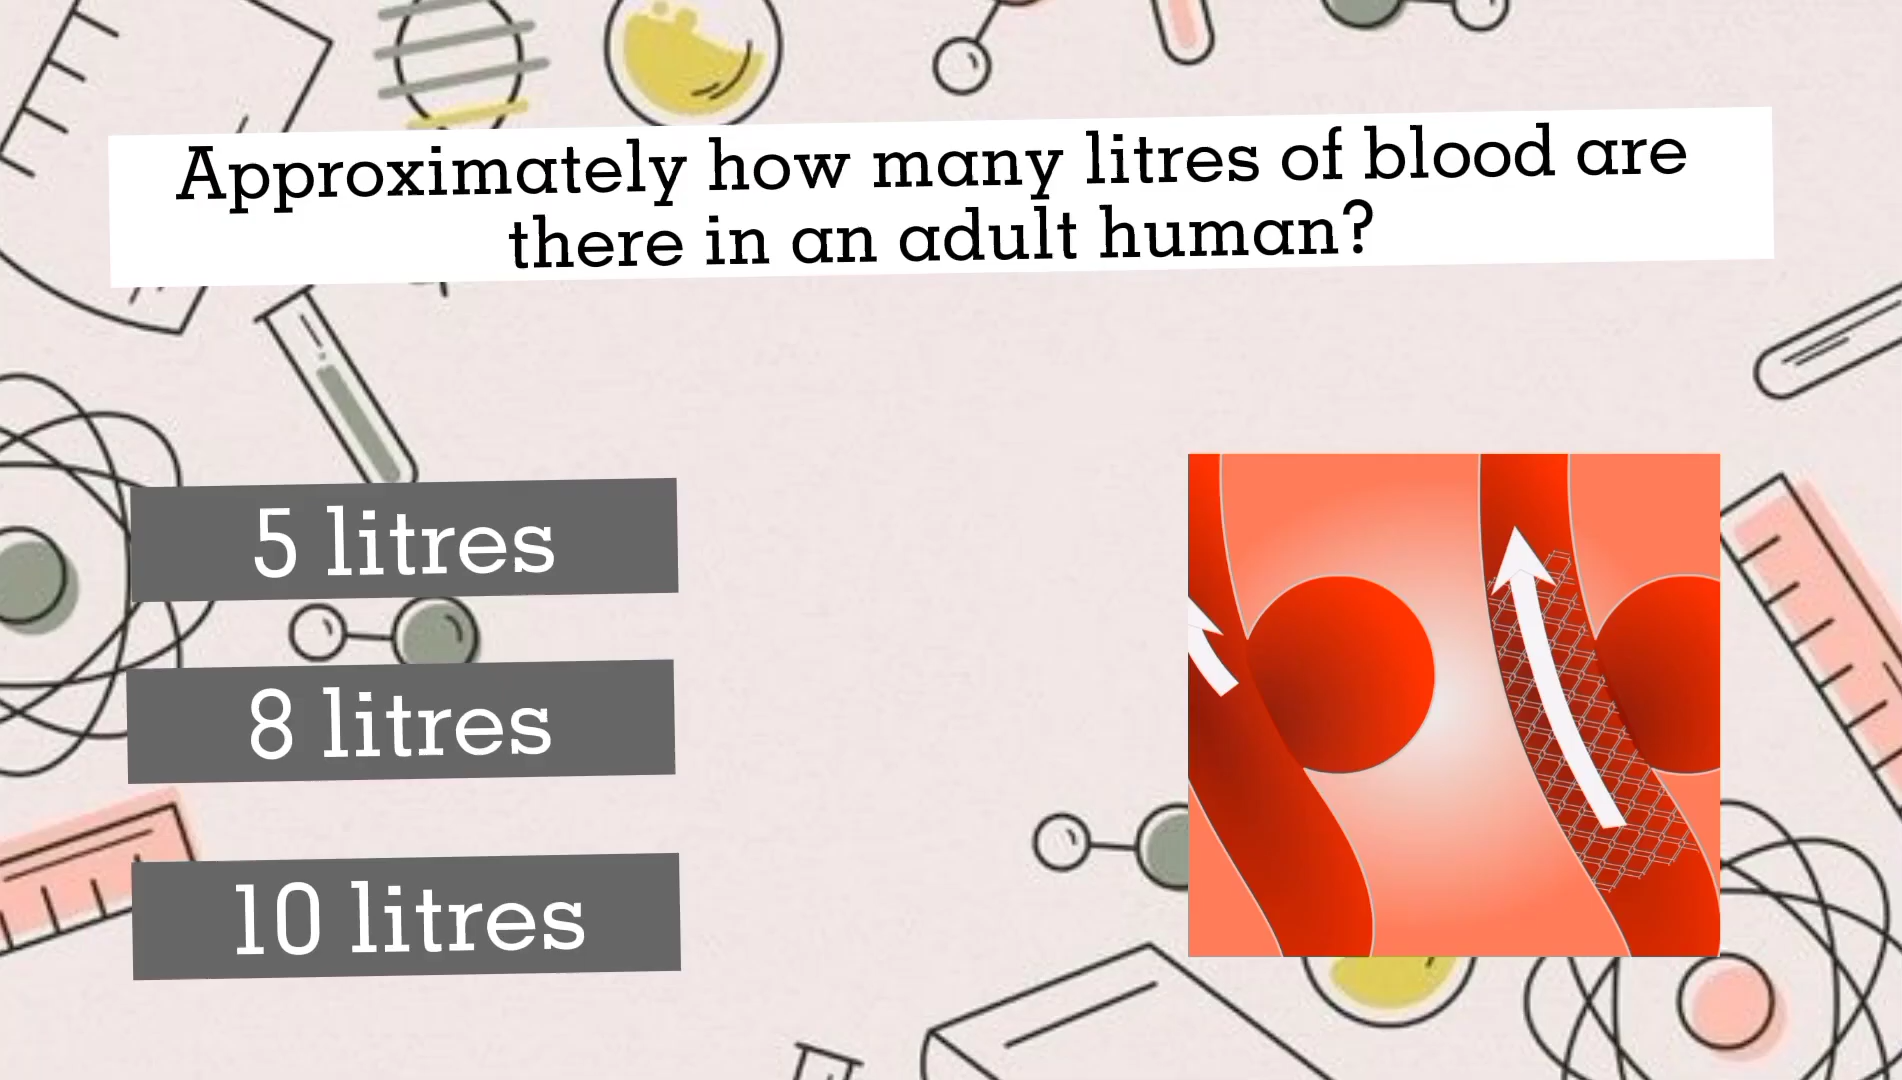 Approximately how many litres of blood are
there in an adult human?
5 litres
8 litres
10 litres